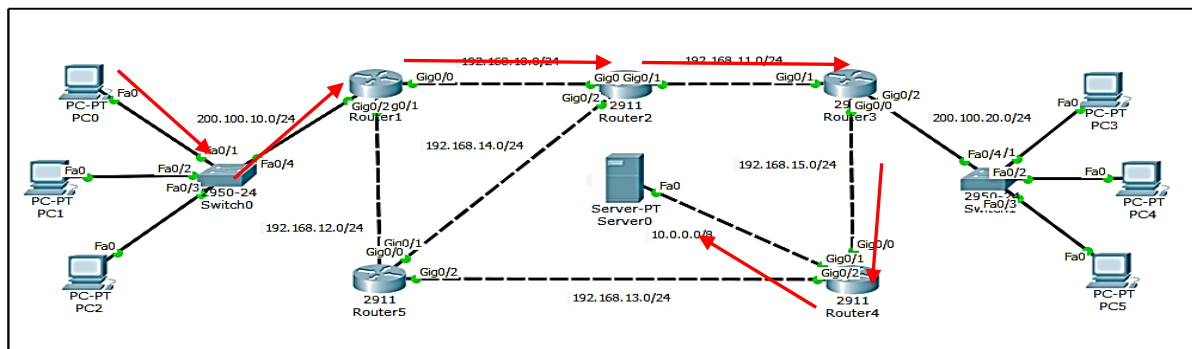 Fa0
PC-PT
PC0
Fa0
PC-PT
PC1
Fa0
PC-PT
PC2
Fa0/1
Fa0/2
Fa0/3
Fa0/4
2950-24
Switch0
200.100.10.0/24
Gig0/0
Gig0/2
Router1
192.168.10.0/24
Gig0/1
Gig0/2
2911
Router2
192.168.11.0/24
Gig0/1
Gig0/2
Gig0/0
Router3
200.100.20.0/24
Fa0/4
Fa0/2
Fa0/3
2950-24
Fa0
PC-PT
PC3
Fa0
PC-PT
PC4
Fa0
PC-PT
PC5
192.168.14.0/24
192.168.15.0/24
Fa0
Server-PT
Server0
10.0.0.0/8
192.168.12.0/24
Gig0/1
Gig0/0
Gig0/2
2911
Router5
192.168.13.0/24
Gig0/0
Gig0/1
Gig0/2
2911
Router4